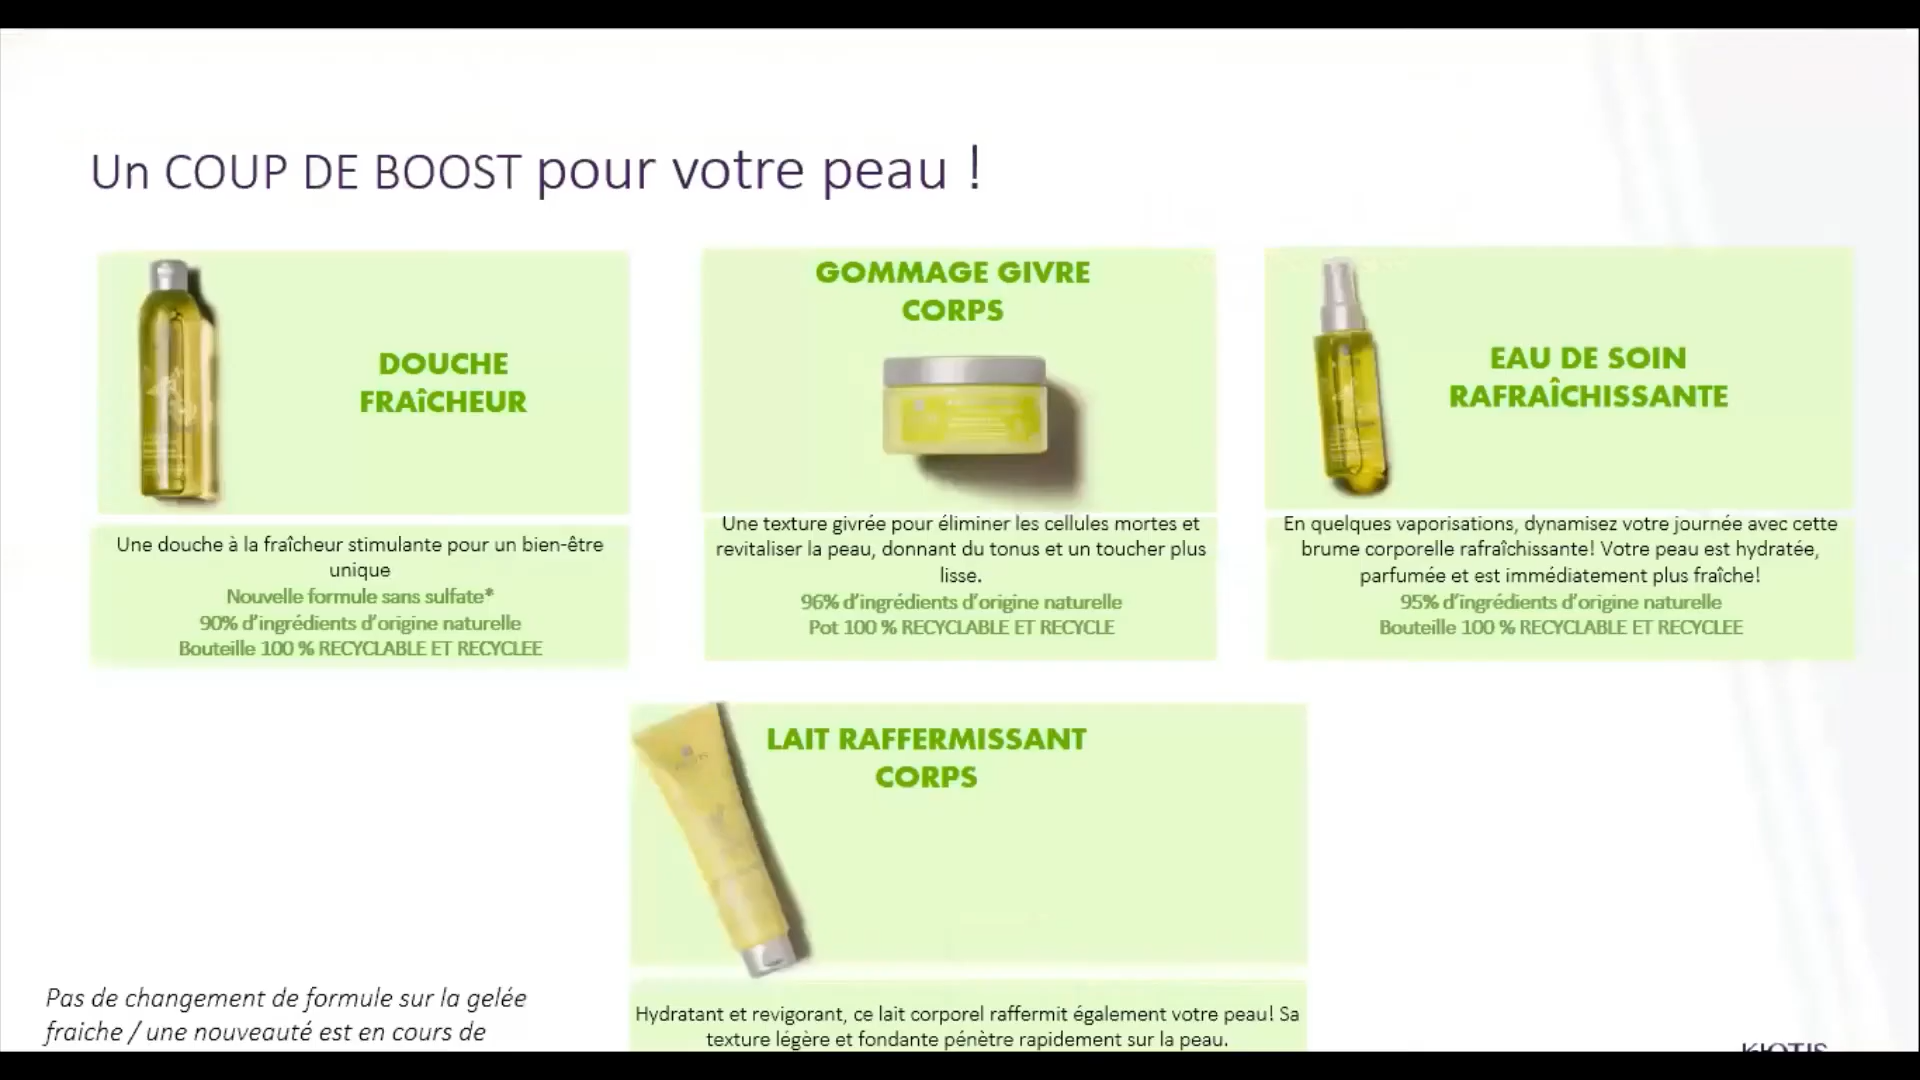 Un COUP DE BOOST pour votre peau !
DOUCHE
FRAîCHEUR
Une douche à la fraîcheur stimulante pour un bien-être
unique
Nouvelle formule sans sulfate*
90% d’ingrédients d’origine naturelle
Bouteille 100 % RECYCLABLE ET RECYCLEE
GOMMAGE GIVRE
CORPS
Une texture givrée pour éliminer les cellules mortes et
revitaliser la peau, donnant du tonus et un toucher plus
lisse.
96% d’ingrédients d’origine naturelle
Pot 100 % RECYCLABLE ET RECYCLE
EAU DE SOIN
RAFRAÎCHISSANTE
En quelques vaporisations, dynamisez votre journée avec cette
brume corporelle rafraîchissante! Votre peau est hydratée,
parfumée et est immédiatement plus fraîche!
95% d’ingrédients d’origine naturelle
Bouteille 100 % RECYCLABLE ET RECYCLEE
LAIT RAFFERMISSANT
CORPS
Hydratant et revigorant, ce lait corporel raffermit également votre peau! Sa
texture légère et fondante pénètre rapidement sur la peau.
Pas de changement de formule sur la gelée
fraiche / une nouveauté est en cours de
KIOTIS